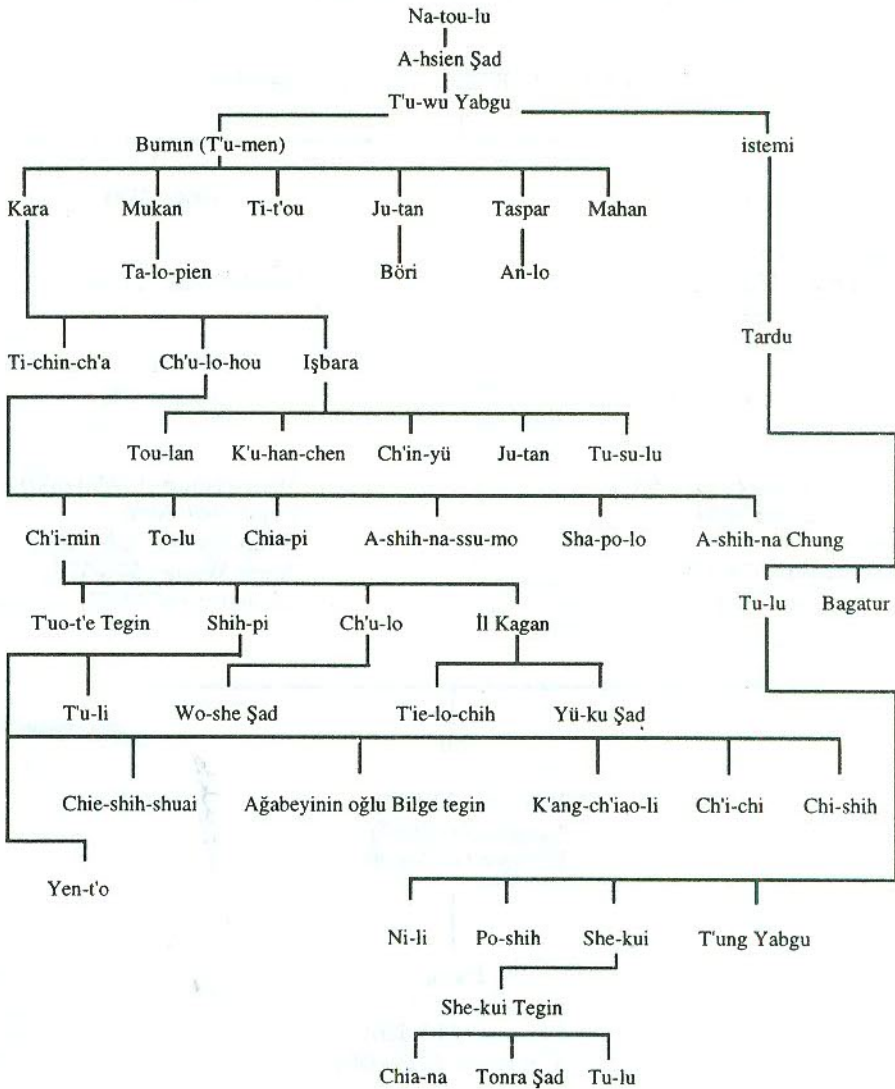 Na-tou-lu
A-hsien Şad
T'u-wu Yabgu
Bumın (T'u-men) istemi
Kara Mukan Ti-t'ou Ju-tan Taspar Mahan
Ta-lo-pien Böri An-lo
Tardu
Ti-chin-ch'a Ch'u-lo-hou Işbara
Tou-lan K'u-han-chen Ch'in-yü Ju-tan Tu-su-lu
Ch'i-min To-lu Chia-pi A-shih-na-ssu-mo Sha-po-lo A-shih-na Chung
Tu-lu Bagatur
T'uo-t'e Tegin Shih-pi Ch'u-lo İl Kagan
T'u-li Wo-she Şad T'ie-lo-chih Yü-ku Şad
Chie-shih-shuai Ağabeyinin oğlu Bilge tegin K'ang-ch'iao-li Ch'i-chi Chi-shih
Yen-t'o
Ni-li Po-shih She-kui T'ung Yabgu
She-kui Tegin
Chia-na Tonra Şad Tu-lu